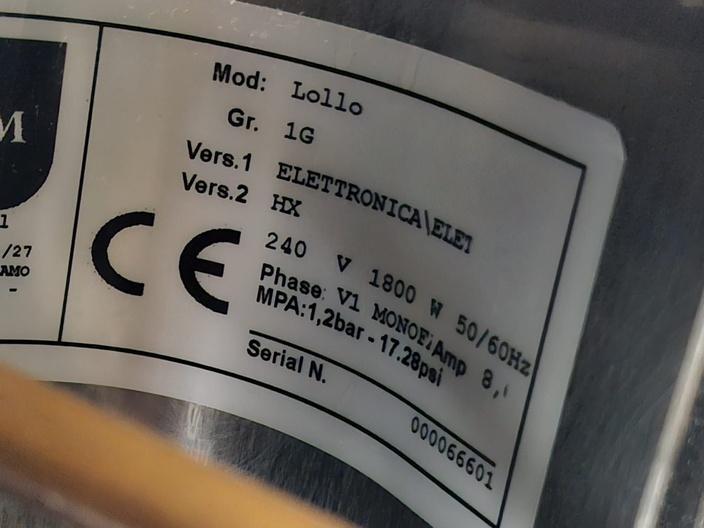 M
1
/27
AMO
-
Mod: Lollo
Gr. 1G
Vers.1 ELETTRONICA\ELET
Vers.2 HX
CE
240 V 1800 W 50/60Hz
Phase: V1 MONOF Amp 8,
MPA:1,2bar - 17.28psi
Serial N.
000066601